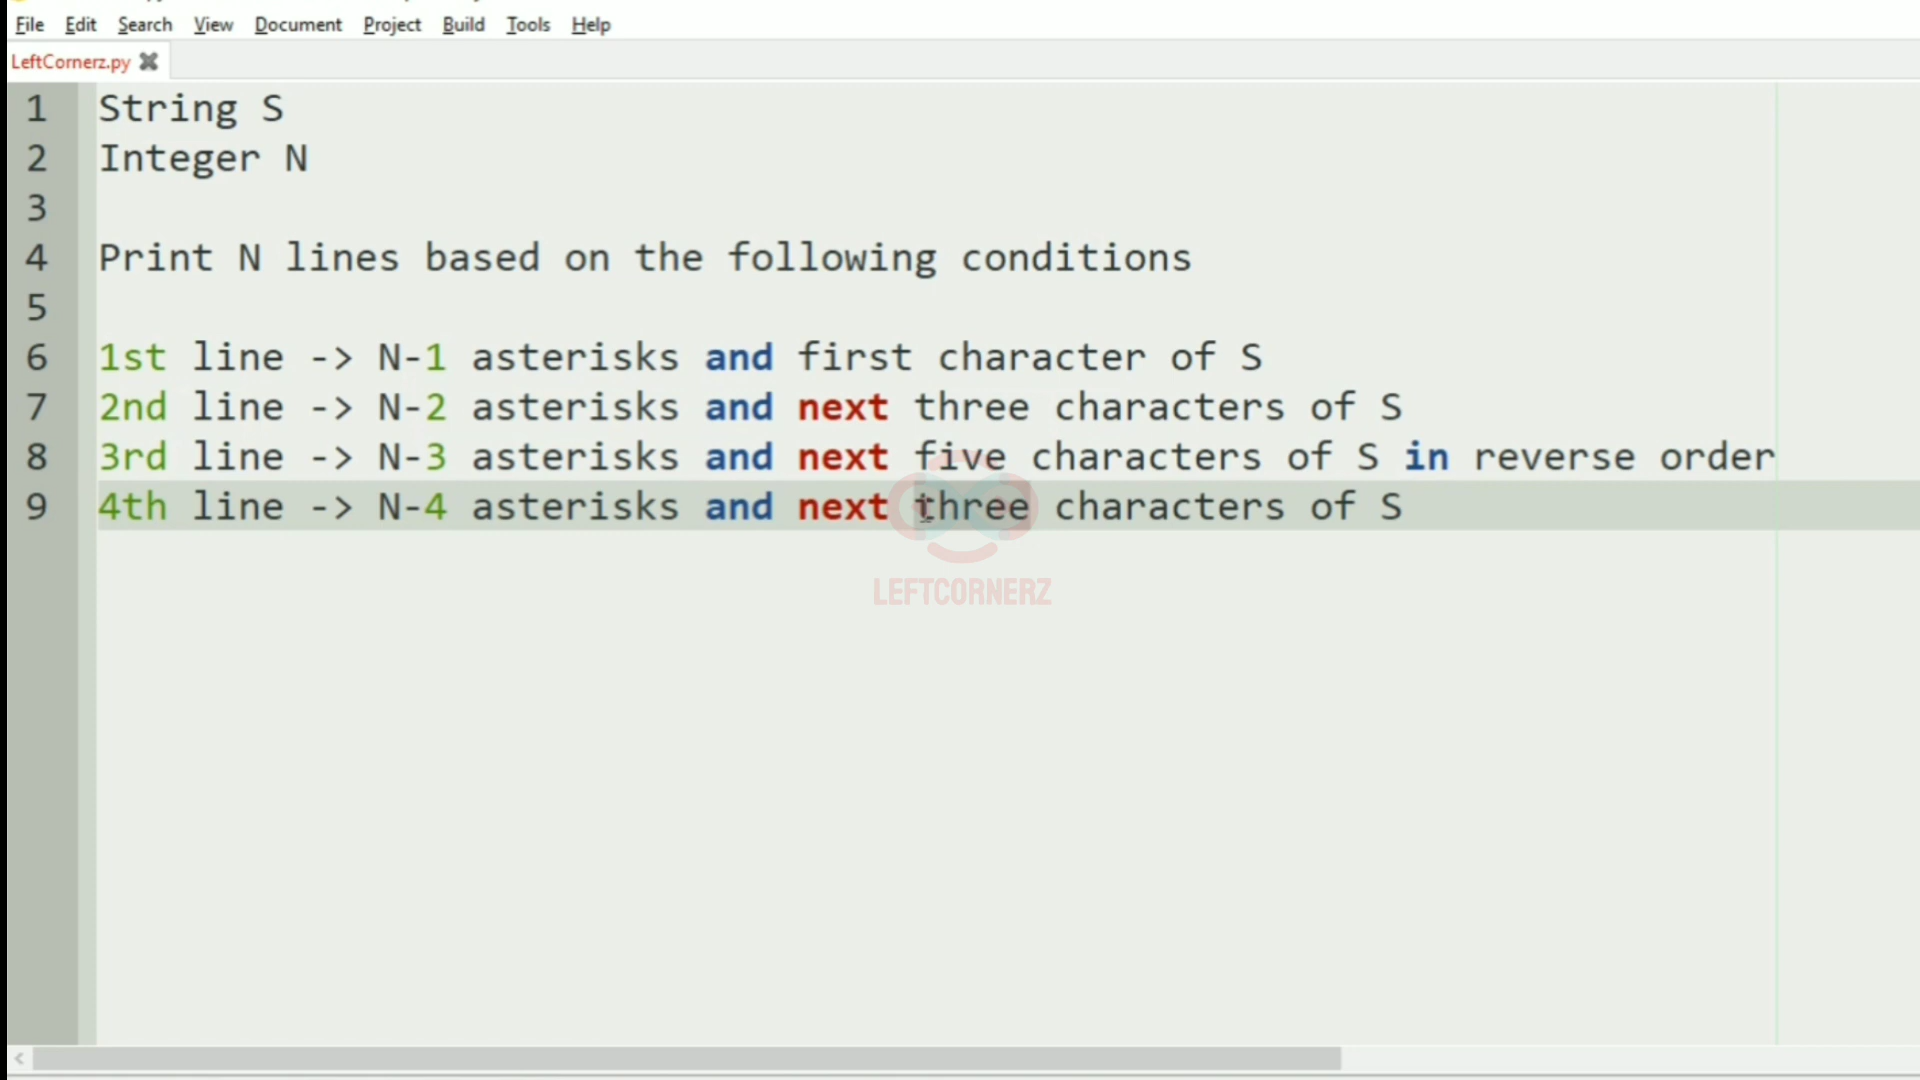 File Edit Search View Document Project Build Tools Help
LeftCornerz.py
1 String S
2 Integer N
3
4 Print N lines based on the following conditions
5
6 1st line -> N-1 asterisks and first character of S
7 2nd line -> N-2 asterisks and next three characters of S
8 3rd line -> N-3 asterisks and next five characters of S in reverse order
9 4th line -> N-4 asterisks and next three characters of S
LEFTCORNERZ